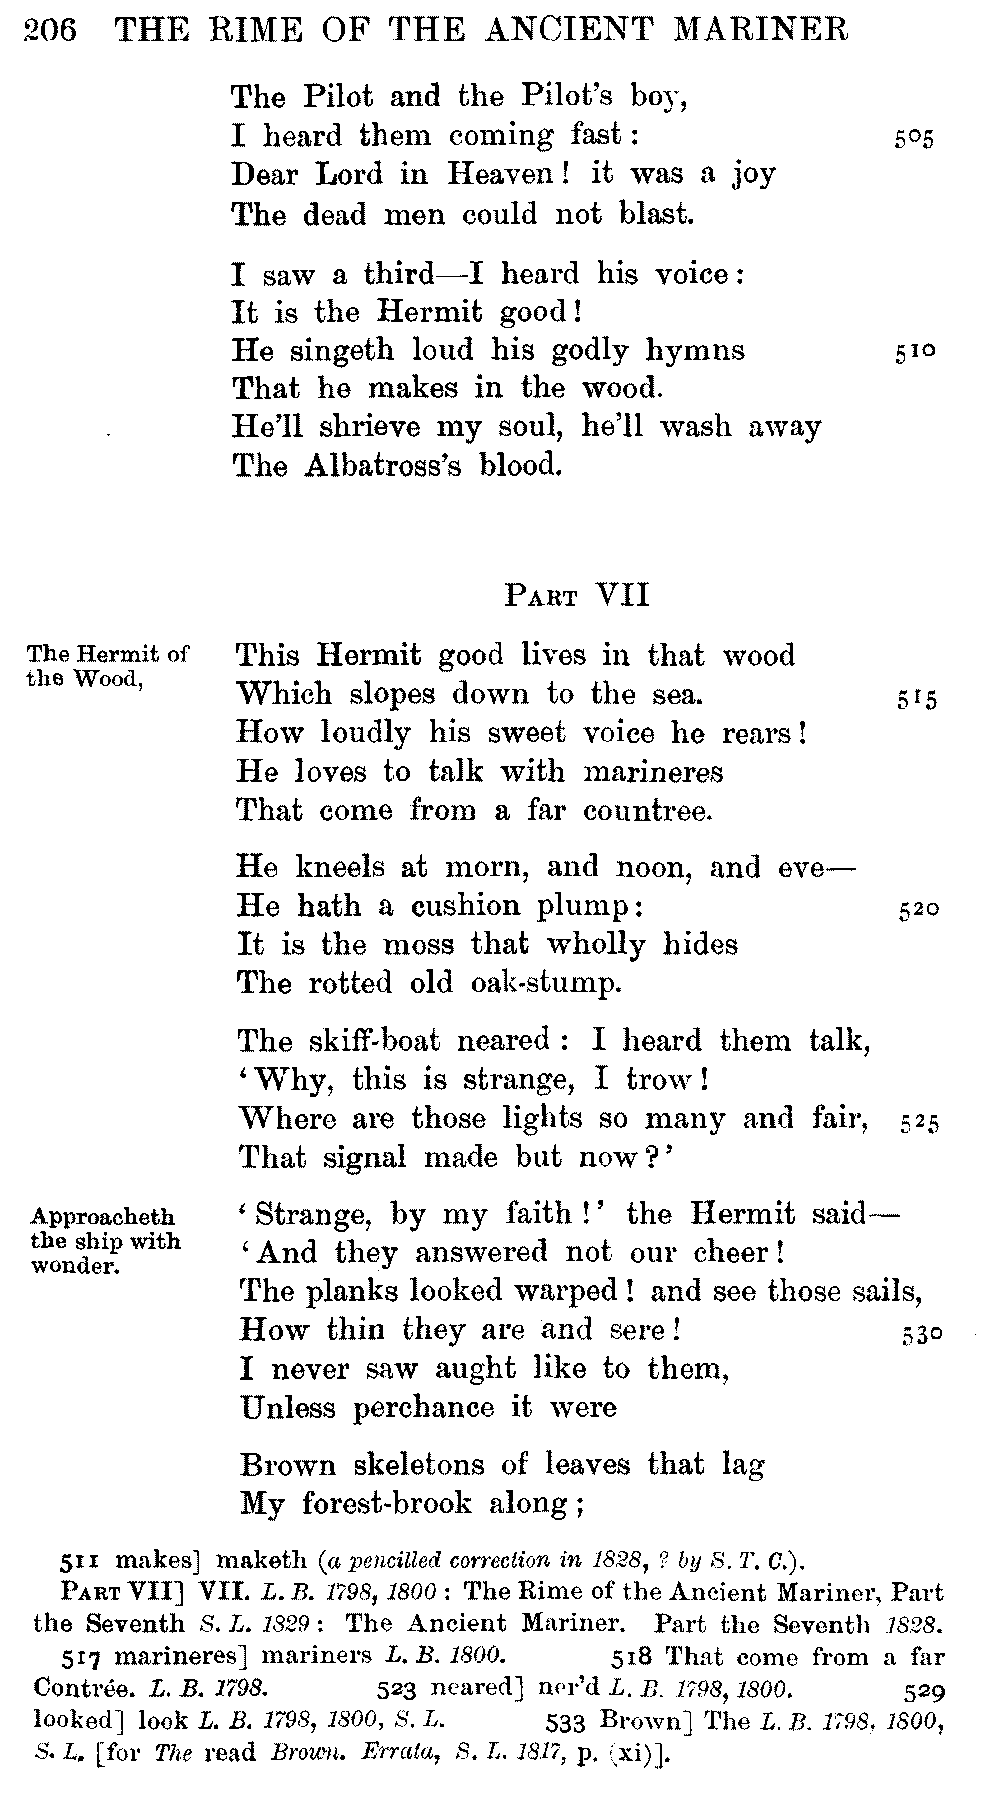 206 THE RIME OF THE ANCIENT MARINER
The Pilot and the Pilot's boy,
I heard them coming fast: 505
Dear Lord in Heaven! it was a joy
The dead men could not blast.
I saw a third—I heard his voice:
It is the Hermit good!
He singeth loud his godly hymns 510
That he makes in the wood.
He'll shrieve my soul, he'll wash away
The Albatross's blood.
PART VII
The Hermit of
the Wood,
This Hermit good lives in that wood
Which slopes down to the sea. 515
How loudly his sweet voice he rears!
He loves to talk with marineres
That come from a far countree.
He kneels at morn, and noon, and eve—
He hath a cushion plump: 520
It is the moss that wholly hides
The rotted old oak-stump.
The skiff-boat neared: I heard them talk,
'Why, this is strange, I trow!
Where are those lights so many and fair, 525
That signal made but now?'
Approacheth
the ship with
wonder.
'Strange, by my faith!' the Hermit said—
'And they answered not our cheer!
The planks looked warped! and see those sails,
How thin they are and sere! 530
I never saw aught like to them,
Unless perchance it were
Brown skeletons of leaves that lag
My forest-brook along;
511 makes] maketh (a pencilled correction in 1828, ? by S. T. C.).
PART VII] VII. L. B. 1798, 1800: The Rime of the Ancient Mariner, Part
the Seventh S. L. 1829: The Ancient Mariner. Part the Seventh 1828.
517 marineres] mariners L. B. 1800. 518 That come from a far
Contrée. L. B. 1798. 523 neared] ner'd L. B. 1798, 1800. 529
looked] look L. B. 1798, 1800, S. L. 533 Brown] The L. B. 1798, 1800,
S. L. [for The read Brown. Errata, S. L. 1817, p. (xi)].